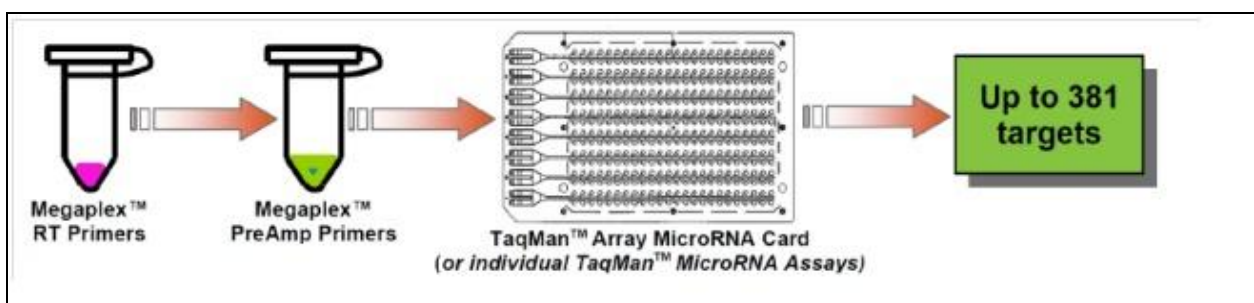 Megaplex™
RT Primers
Megaplex™
PreAmp Primers
TaqMan™ Array MicroRNA Card
(or individual TaqMan™ MicroRNA Assays)
Up to 381
targets